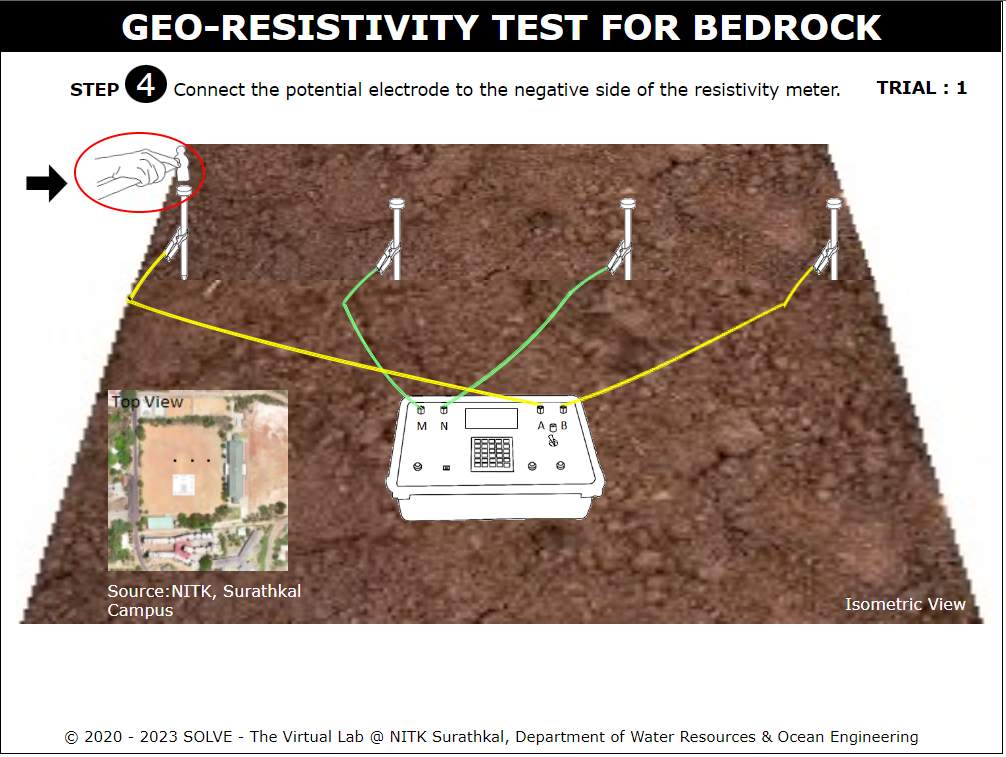 GEO-RESISTIVITY TEST FOR BEDROCK
STEP 4 Connect the potential electrode to the negative side of the resistivity meter. TRIAL : 1
Top View
M N A B
Source:NITK, Surathkal
Campus
Isometric View
© 2020 - 2023 SOLVE - The Virtual Lab @ NITK Surathkal, Department of Water Resources & Ocean Engineering